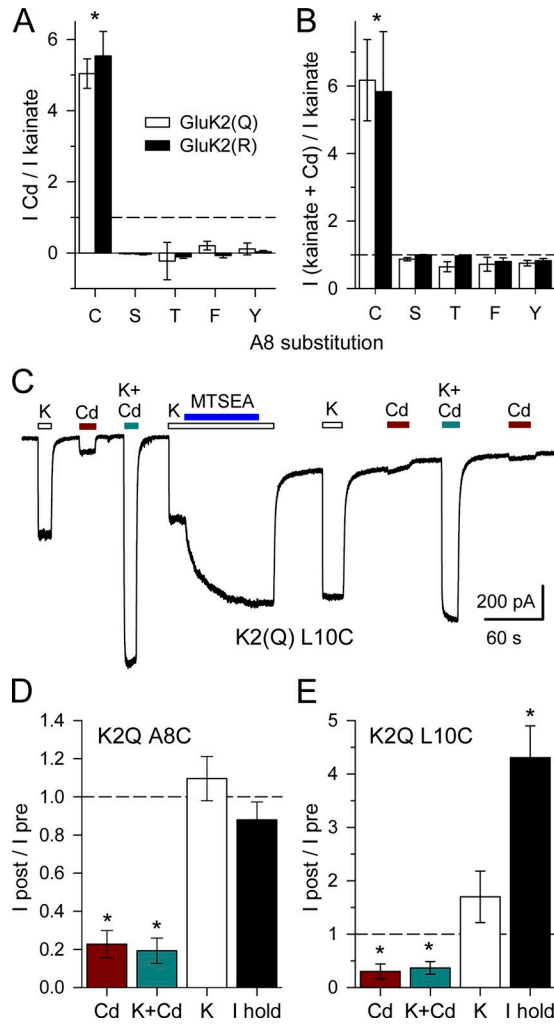 A
B
*
*
6
4
2
0
I Cd / I kainate
GluK2(Q)
GluK2(R)
C S T F Y
8
6
4
2
0
I (kainate + Cd) / I kainate
C S T F Y
A8 substitution
C
K Cd K+ Cd K MTSEA K Cd K+ Cd Cd
200 pA
60 s
K2(Q) L10C
D
K2Q A8C
1.4
1.2
1.0
0.8
0.6
0.4
0.2
0.0
I post / I pre
* *
Cd K+Cd K I hold
E
K2Q L10C
5
4
3
2
1
0
I post / I pre
* * *
Cd K+Cd K I hold